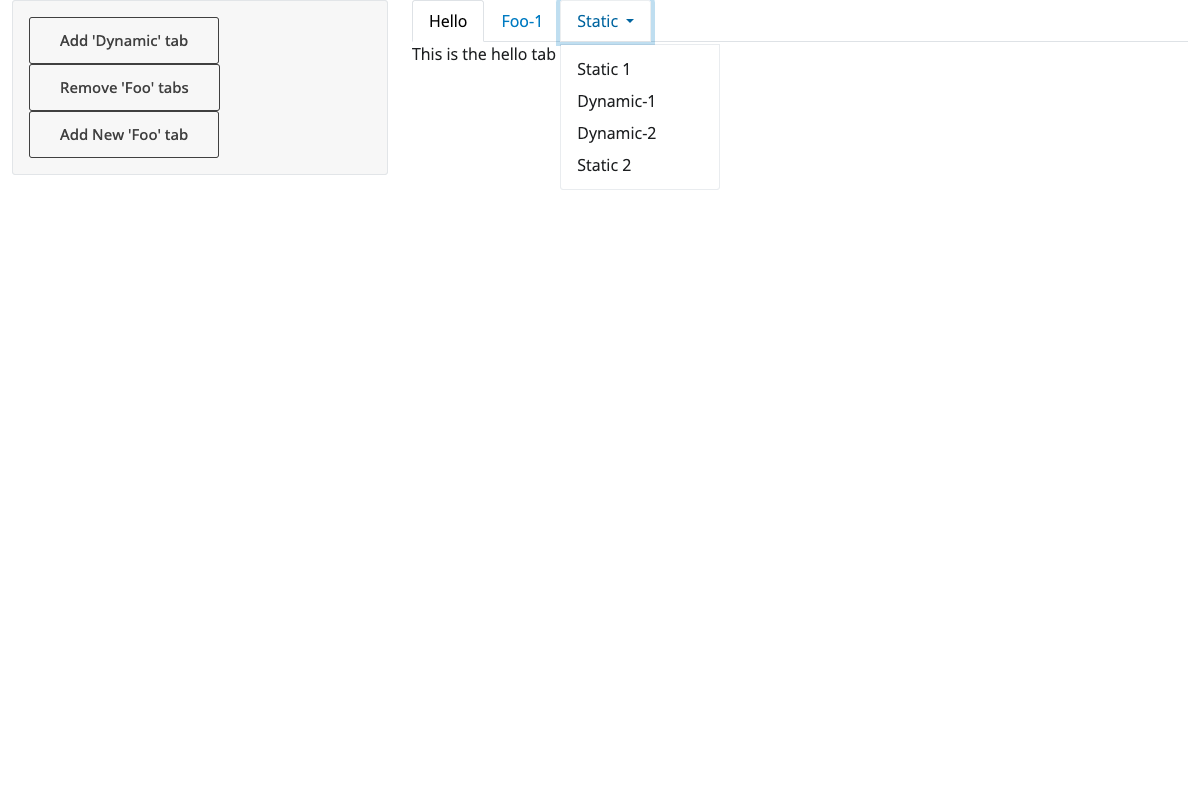 Add 'Dynamic' tab
Remove 'Foo' tabs
Add New 'Foo' tab
Hello
Foo-1
Static
This is the hello tab
Static 1
Dynamic-1
Dynamic-2
Static 2